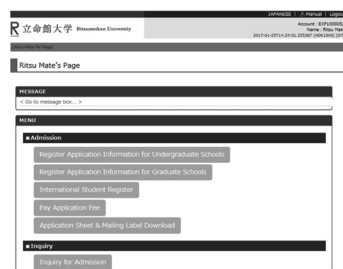 JAPANESE | Manual | Logout
Account : EXP100005
R 立命館大学 Ritsumeikan University
Name : Ritsu Mate
Ritsu Mate's Page
MESSAGE
< Go to message box... >
MENU
■Admission
Register Application Information for Undergraduate Schools
Register Application Information for Graduate Schools
International Student Register
Pay Application Fee
Application Sheet & Mailing Label Download
■Inquiry
Inquiry for Admission